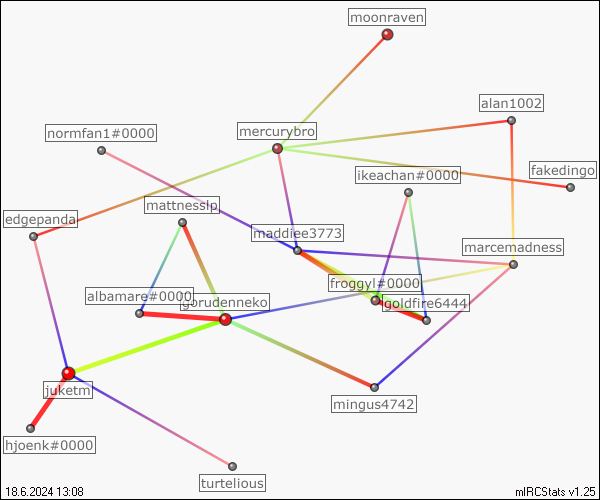 moonraven
alan1002
normfan1#0000
mercurybro
fakedingo
ikeachan#0000
mattnesslp
edgepanda
maddiee3773
marcemadness
froggyl#0000
albamare#0000
gorudenneko
goldfire6444
juketm
mingus4742
hjoenk#0000
turtelious
18.6.2024 13:08
mIRCStats v1.25